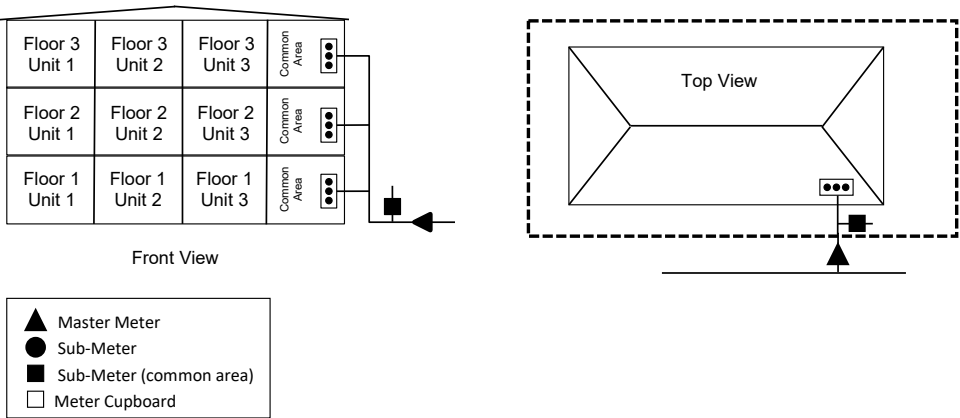 Floor 3
Unit 1
Floor 3
Unit 2
Floor 3
Unit 3
Common
Area
Floor 2
Unit 1
Floor 2
Unit 2
Floor 2
Unit 3
Common
Area
Floor 1
Unit 1
Floor 1
Unit 2
Floor 1
Unit 3
Common
Area
Front View
Top View
Master Meter
Sub-Meter
Sub-Meter (common area)
Meter Cupboard